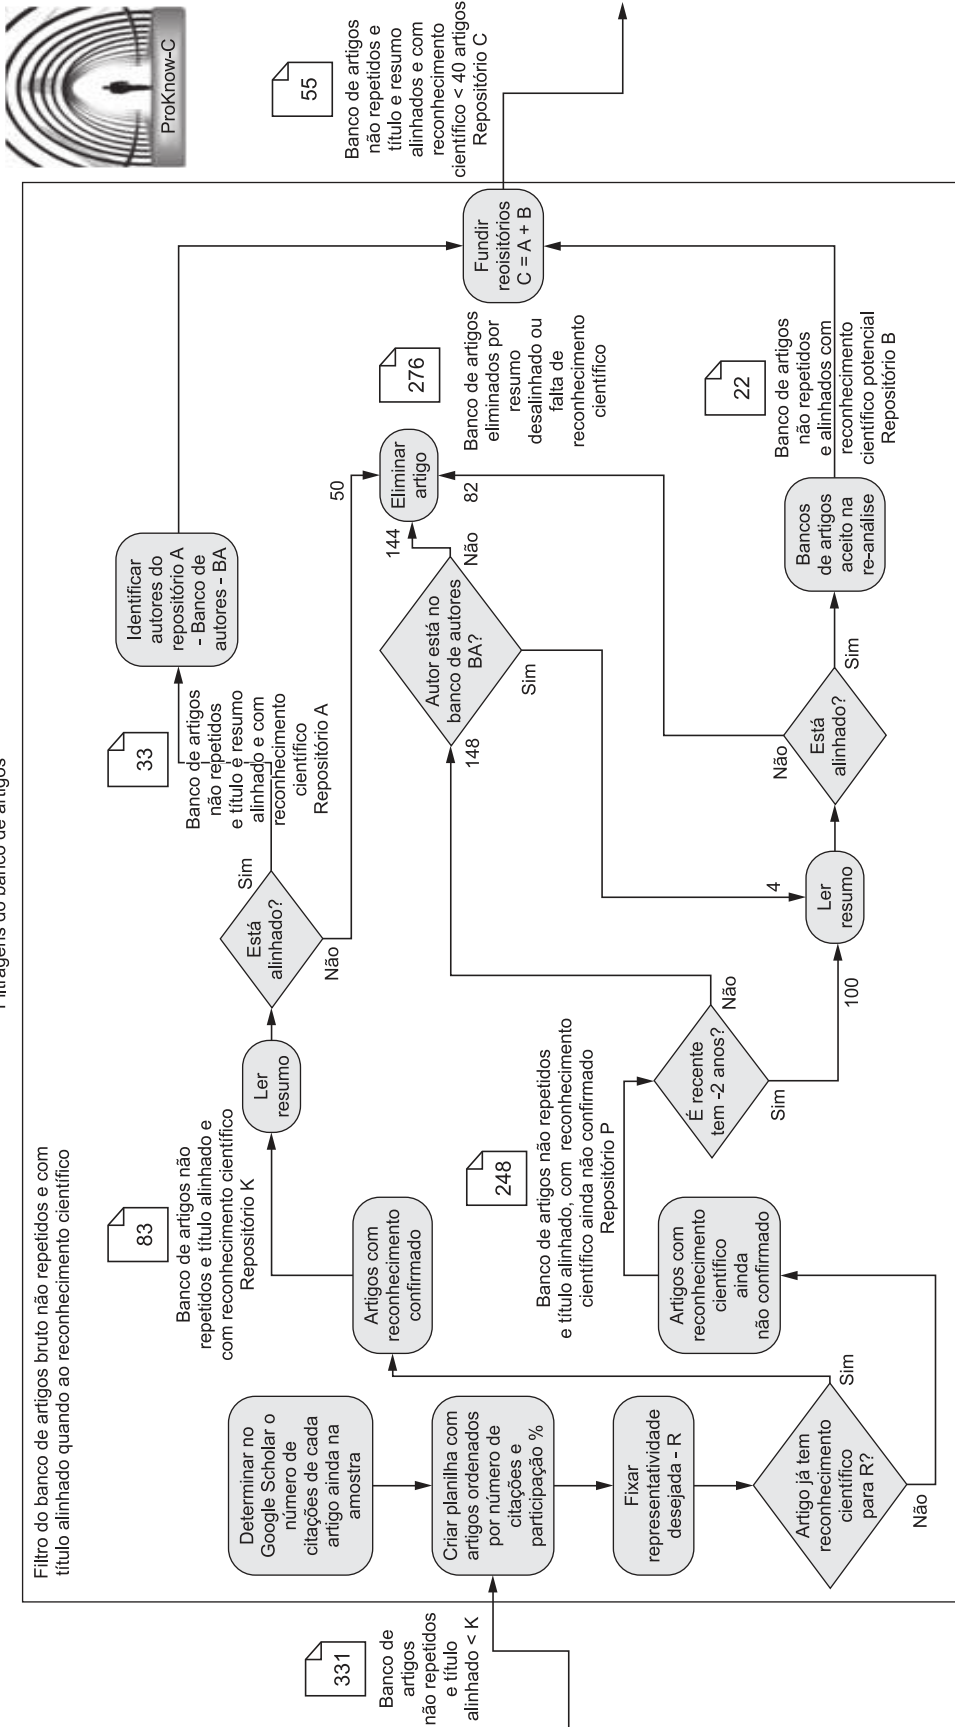 Filtragens do banco de artigos
ProKnow-C
Filtro do banco de artigos bruto não repetidos e com
título alinhado quando ao reconhecimento científico
331
Banco de
artigos
não repetidos
e título
alinhado < K
Determinar no
Google Scholar o
número de
citações de cada
artigo ainda na
amostra
Criar planilha com
artigos ordenados
por número de
citações e
participação %
Fixar
representatividade
desejada - R
Artigo já tem
reconhecimento
científico
para R?
Sim
Não
83
Banco de artigos não
repetidos e título alinhado e
com reconhecimento científico
Repositório K
Artigos com
reconhecimento
confirmado
248
Banco de artigos não repetidos
e título alinhado, com reconhecimento
científico ainda não confirmado
Repositório P
Artigos com
reconhecimento
científico
ainda
não confirmado
Ler
resumo
Está
alinhado?
Sim
Não
É recente
tem -2 anos?
Não
Sim
148
100
33
Banco de artigos
não repetidos
e título e resumo
alinhado e com
reconhecimento
científico
Repositório A
Identificar
autores do
repositório A
- Banco de
autores - BA
Autor está no
banco de autores
BA?
Não
Sim
144
50
82
4
Ler
resumo
Está
alinhado?
Não
Sim
Eliminar
artigo
276
Banco de artigos
eliminados por
resumo
desalinhado ou
falta de
reconhecimento
científico
Bancos
de artigos
aceito na
re-análise
22
Banco de artigos
não repetidos
e alinhados com
reconhecimento
científico potencial
Repositório B
Fundir
reoisitórios
C = A + B
55
Banco de artigos
não repetidos e
título e resumo
alinhados e com
reconhecimento
científico < 40 artigos
Repositório C